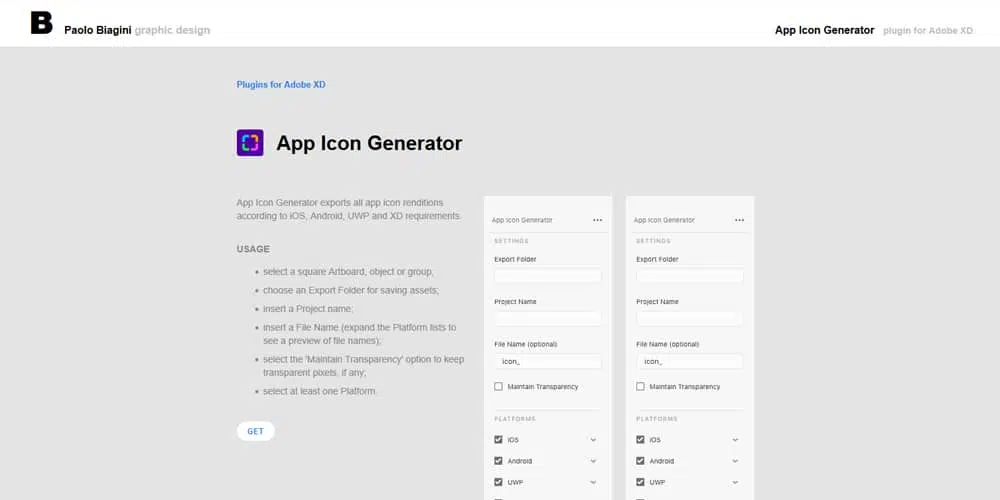 B Paolo Biagini graphic design
App Icon Generator plugin for Adobe XD
Plugins for Adobe XD
App Icon Generator
App Icon Generator exports all app icon renditions
according to iOS, Android, UWP and XD requirements.
USAGE
• select a square Artboard, object or group;
• choose an Export Folder for saving assets;
• insert a Project name;
• insert a File Name (expand the Platform lists to
see a preview of file names);
• select the 'Maintain Transparency' option to keep
transparent pixels, if any;
• select at least one Platform.
GET
App Icon Generator •••
SETTINGS
Export Folder
Project Name
File Name (optional)
icon_
Maintain Transparency
PLATFORMS
iOS
Android
UWP
App Icon Generator •••
SETTINGS
Export Folder
Project Name
File Name (optional)
icon_
Maintain Transparency
PLATFORMS
iOS
Android
UWP